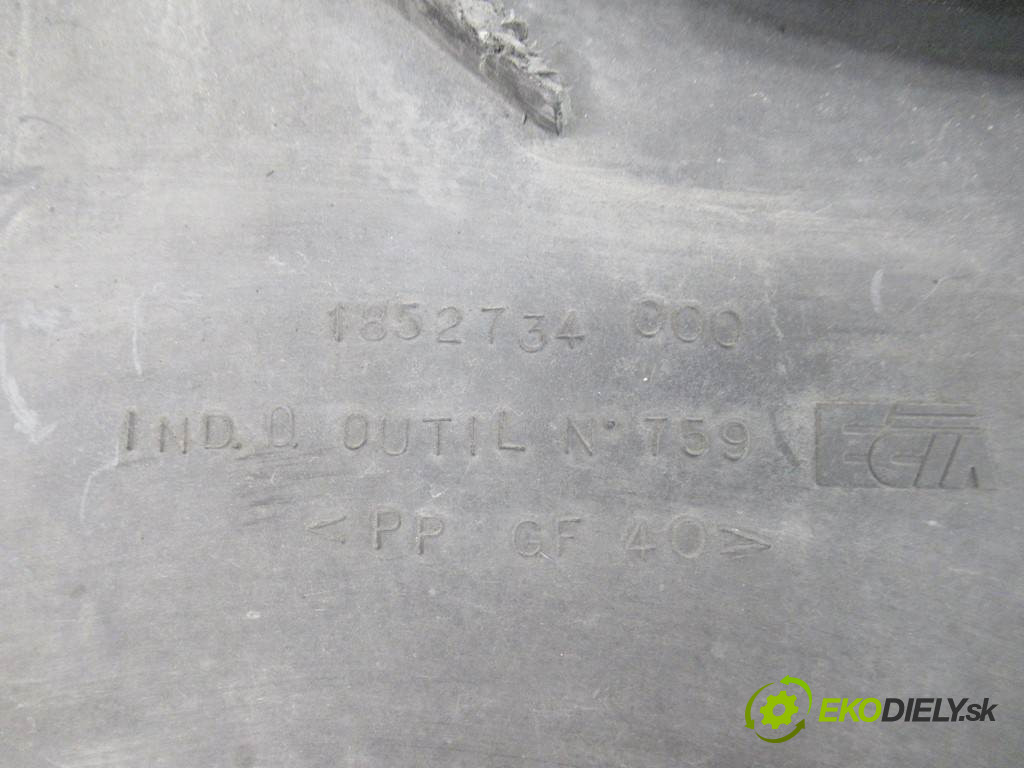 1852734 000
IND. 0 OUTIL N° 759 ECIA
< PP GF 40 >
EKODIELY.sk